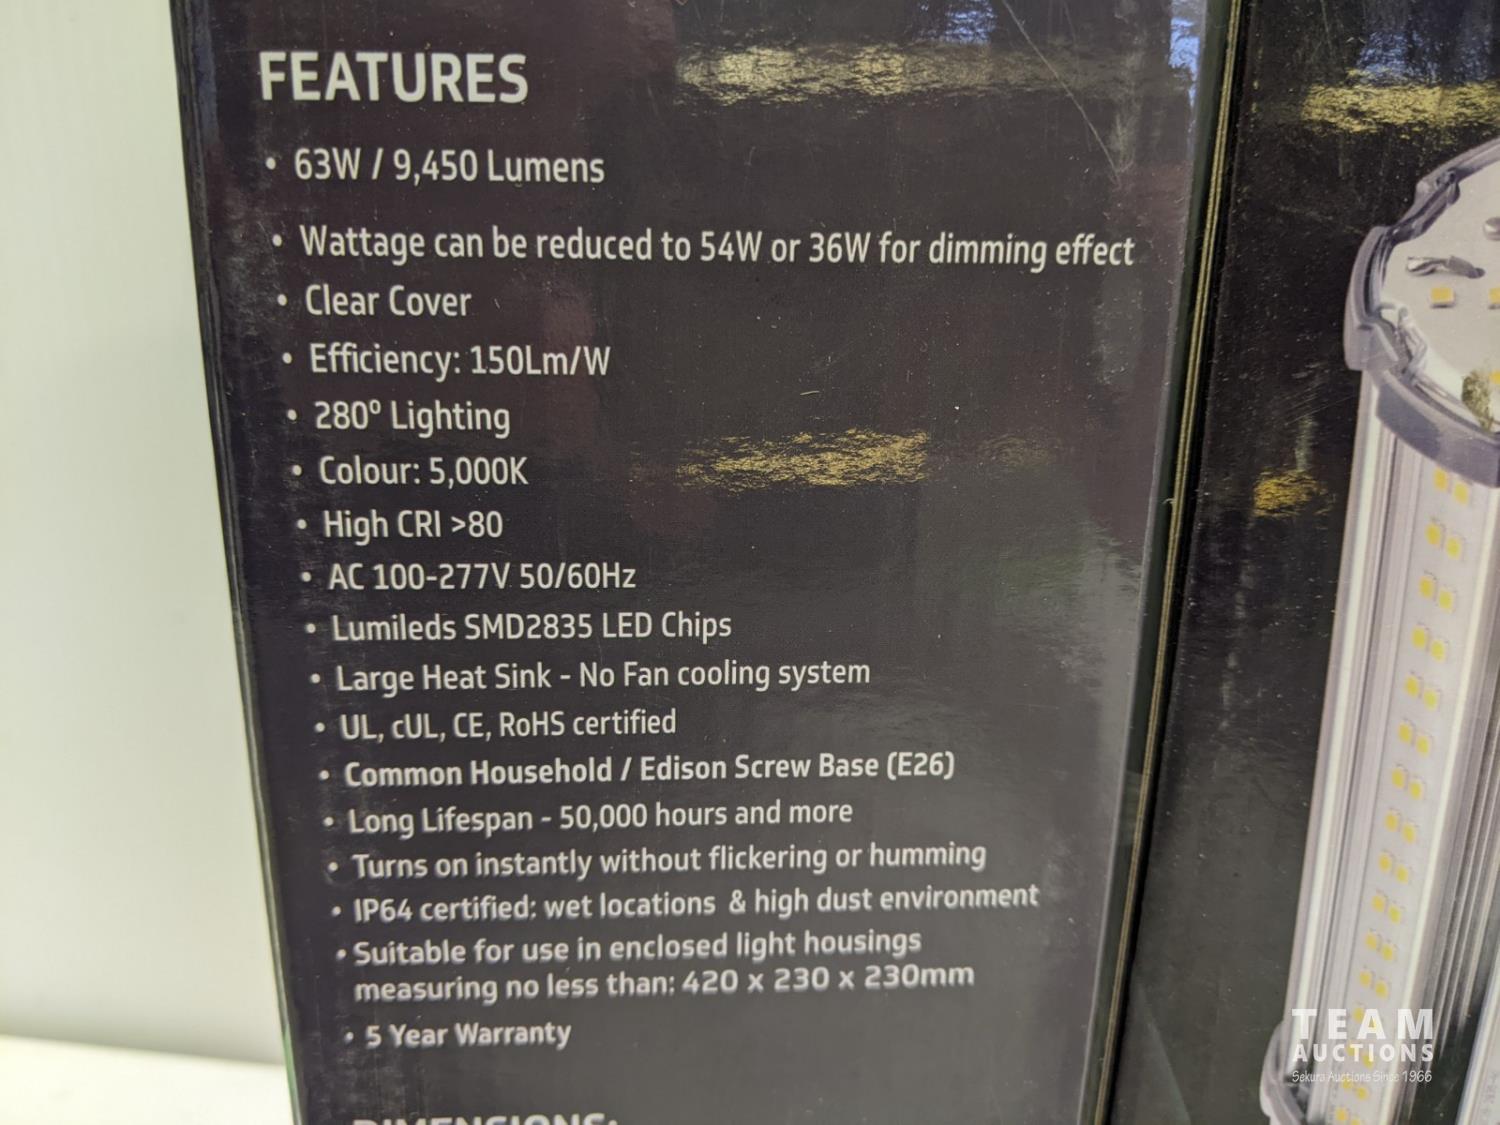 FEATURES
• 63W / 9,450 Lumens
• Wattage can be reduced to 54W or 36W for dimming effect
• Clear Cover
• Efficiency: 150Lm/W
• 280º Lighting
• Colour: 5,000K
• High CRI >80
• AC 100-277V 50/60Hz
• Lumileds SMD2835 LED Chips
• Large Heat Sink - No Fan cooling system
• UL, cUL, CE, RoHS certified
• Common Household / Edison Screw Base (E26)
• Long Lifespan - 50,000 hours and more
• Turns on instantly without flickering or humming
• IP64 certified: wet locations & high dust environment
• Suitable for use in enclosed light housings
measuring no less than: 420 x 230 x 230mm
• 5 Year Warranty
DIMENSIONS:
TEAM
AUCTIONS
Sekura Auctions Since 1966